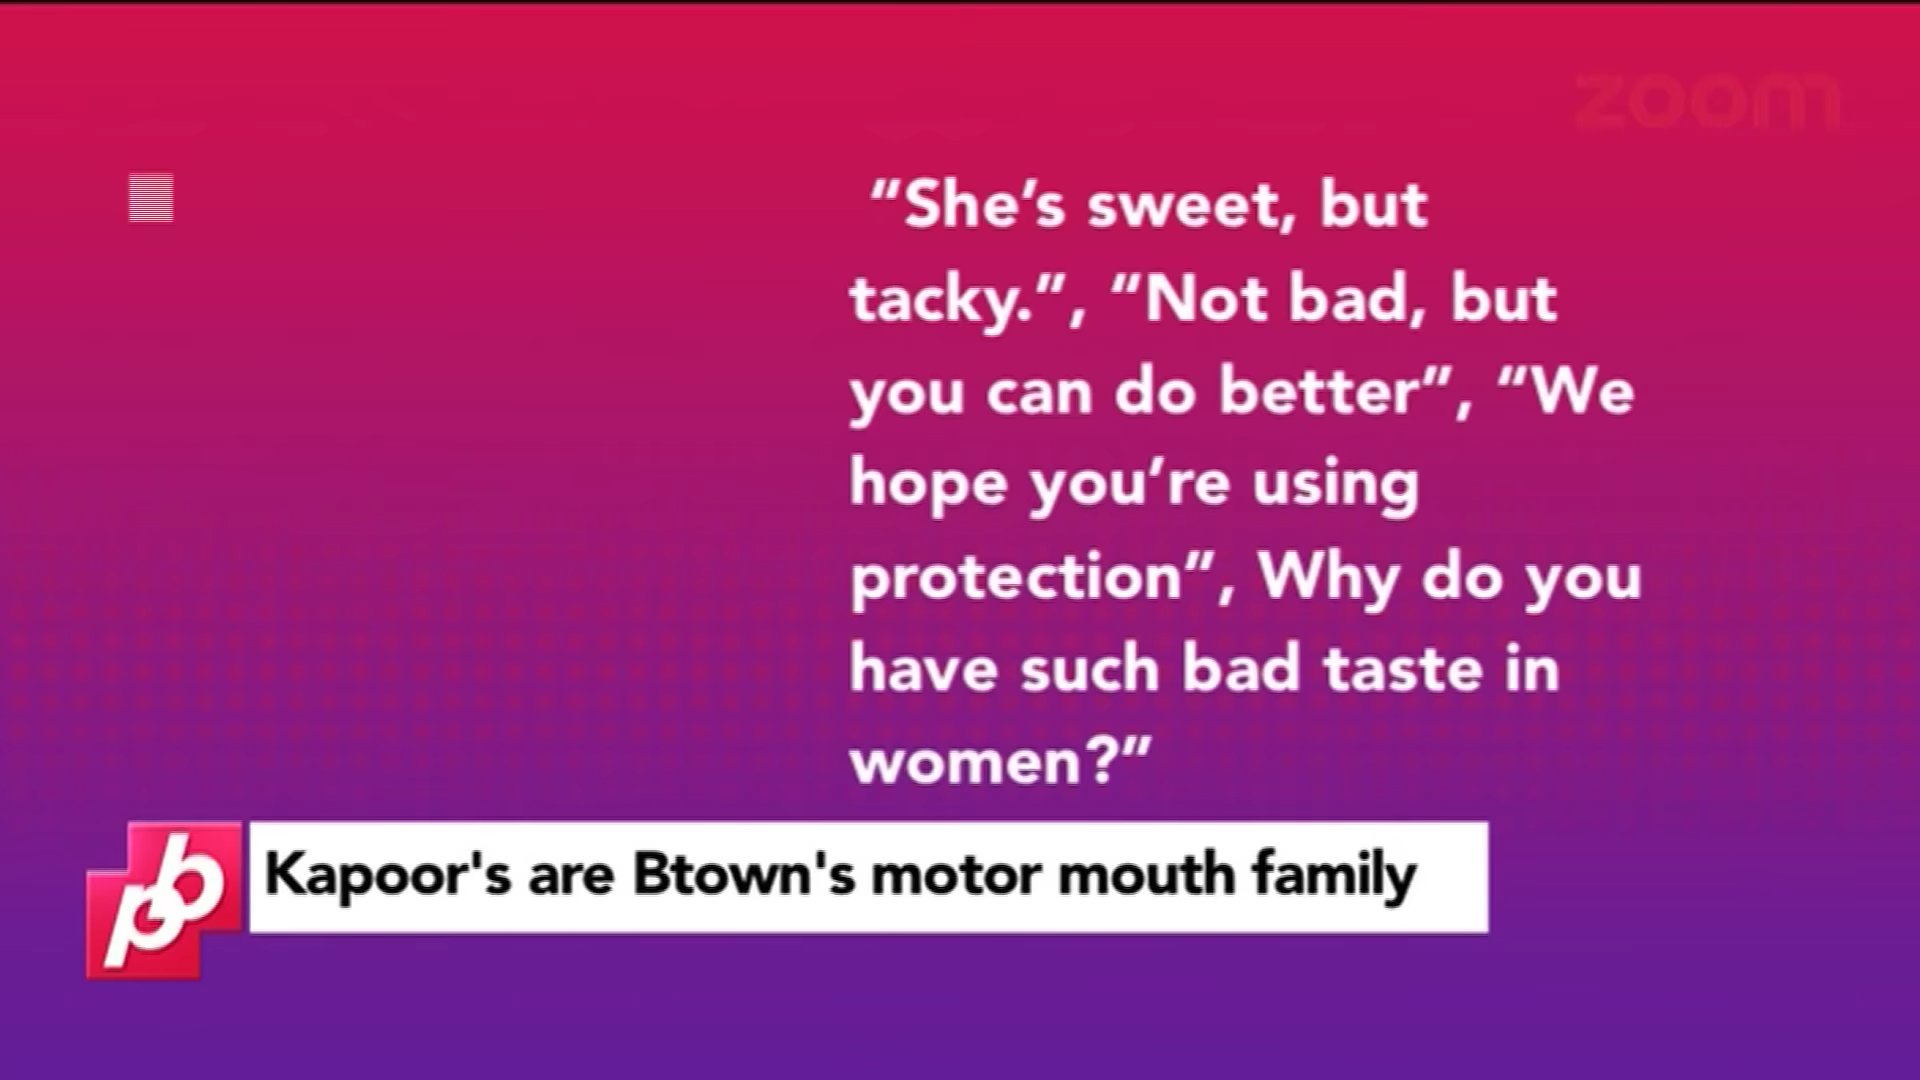 zoom
“She’s sweet, but
tacky.”, “Not bad, but
you can do better”, “We
hope you’re using
protection”, Why do you
have such bad taste in
women?”
pb
Kapoor's are Btown's motor mouth family